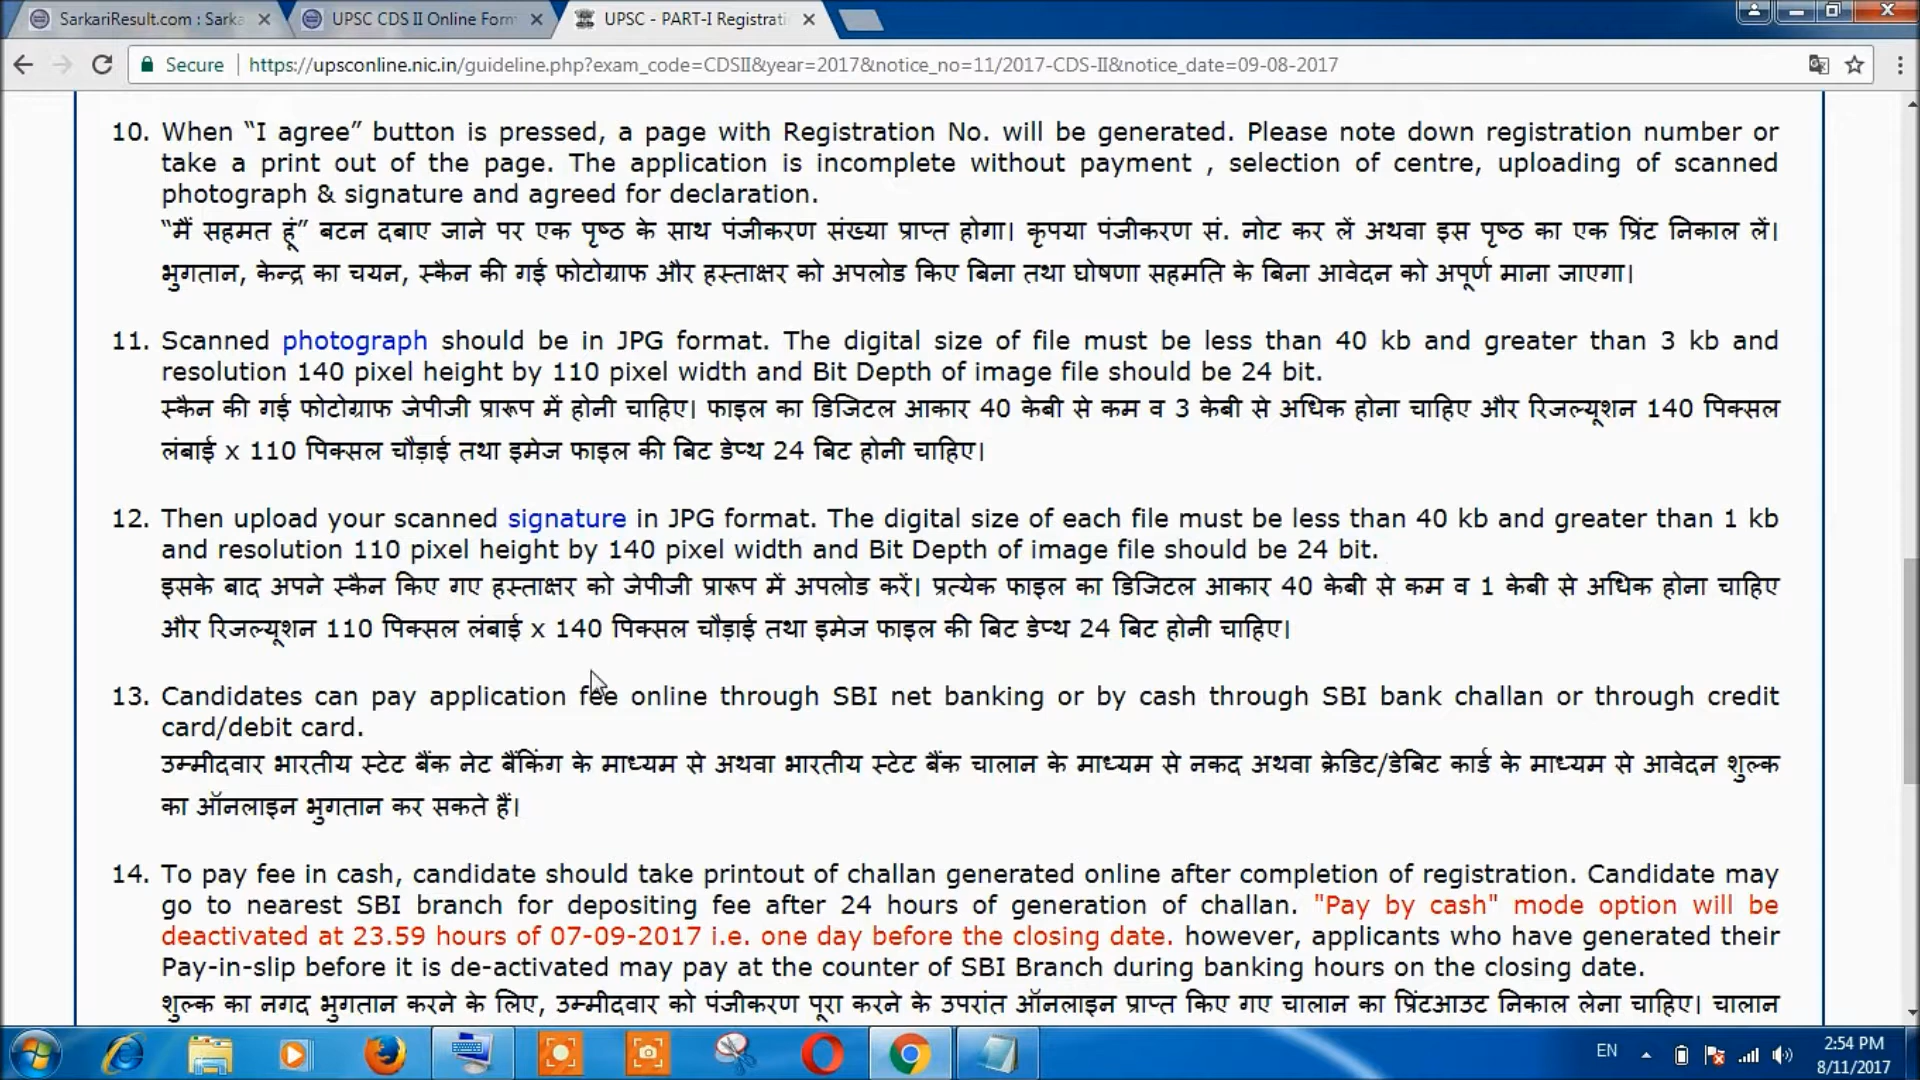 SarkariResult.com : Sarka
UPSC CDS II Online Form
UPSC - PART-I Registrati
Secure
https://upsconline.nic.in/guideline.php?exam_code=CDSII&year=2017&notice_no=11/2017-CDS-II&notice_date=09-08-2017
10. When “I agree” button is pressed, a page with Registration No. will be generated. Please note down registration number or
take a print out of the page. The application is incomplete without payment , selection of centre, uploading of scanned
photograph & signature and agreed for declaration.
“मैं सहमत हूं” बटन दबाए जाने पर एक पृष्ठ के साथ पंजीकरण संख्या प्राप्त होगा। कृपया पंजीकरण सं. नोट कर लें अथवा इस पृष्ठ का एक प्रिंट निकाल लें।
भुगतान, केन्द्र का चयन, स्कैन की गई फोटोग्राफ और हस्ताक्षर को अपलोड किए बिना तथा घोषणा सहमति के बिना आवेदन को अपूर्ण माना जाएगा।
11. Scanned photograph should be in JPG format. The digital size of file must be less than 40 kb and greater than 3 kb and
resolution 140 pixel height by 110 pixel width and Bit Depth of image file should be 24 bit.
स्कैन की गई फोटोग्राफ जेपीजी प्रारूप में होनी चाहिए। फाइल का डिजिटल आकार 40 केबी से कम व 3 केबी से अधिक होना चाहिए और रिजल्यूशन 140 पिक्सल
लंबाई x 110 पिक्सल चौड़ाई तथा इमेज फाइल की बिट डेप्थ 24 बिट होनी चाहिए।
12. Then upload your scanned signature in JPG format. The digital size of each file must be less than 40 kb and greater than 1 kb
and resolution 110 pixel height by 140 pixel width and Bit Depth of image file should be 24 bit.
इसके बाद अपने स्कैन किए गए हस्ताक्षर को जेपीजी प्रारूप में अपलोड करें। प्रत्येक फाइल का डिजिटल आकार 40 केबी से कम व 1 केबी से अधिक होना चाहिए
और रिजल्यूशन 110 पिक्सल लंबाई x 140 पिक्सल चौड़ाई तथा इमेज फाइल की बिट डेप्थ 24 बिट होनी चाहिए।
13. Candidates can pay application fee online through SBI net banking or by cash through SBI bank challan or through credit
card/debit card.
उम्मीदवार भारतीय स्टेट बैंक नेट बैंकिंग के माध्यम से अथवा भारतीय स्टेट बैंक चालान के माध्यम से नकद अथवा क्रेडिट/डेबिट कार्ड के माध्यम से आवेदन शुल्क
का ऑनलाइन भुगतान कर सकते हैं।
14. To pay fee in cash, candidate should take printout of challan generated online after completion of registration. Candidate may
go to nearest SBI branch for depositing fee after 24 hours of generation of challan. "Pay by cash" mode option will be
deactivated at 23.59 hours of 07-09-2017 i.e. one day before the closing date. however, applicants who have generated their
Pay-in-slip before it is de-activated may pay at the counter of SBI Branch during banking hours on the closing date.
शुल्क का नगद भुगतान करने के लिए, उम्मीदवार को पंजीकरण पूरा करने के उपरांत ऑनलाइन प्राप्त किए गए चालान का प्रिंटआउट निकाल लेना चाहिए। चालान
EN
2:54 PM
8/11/2017